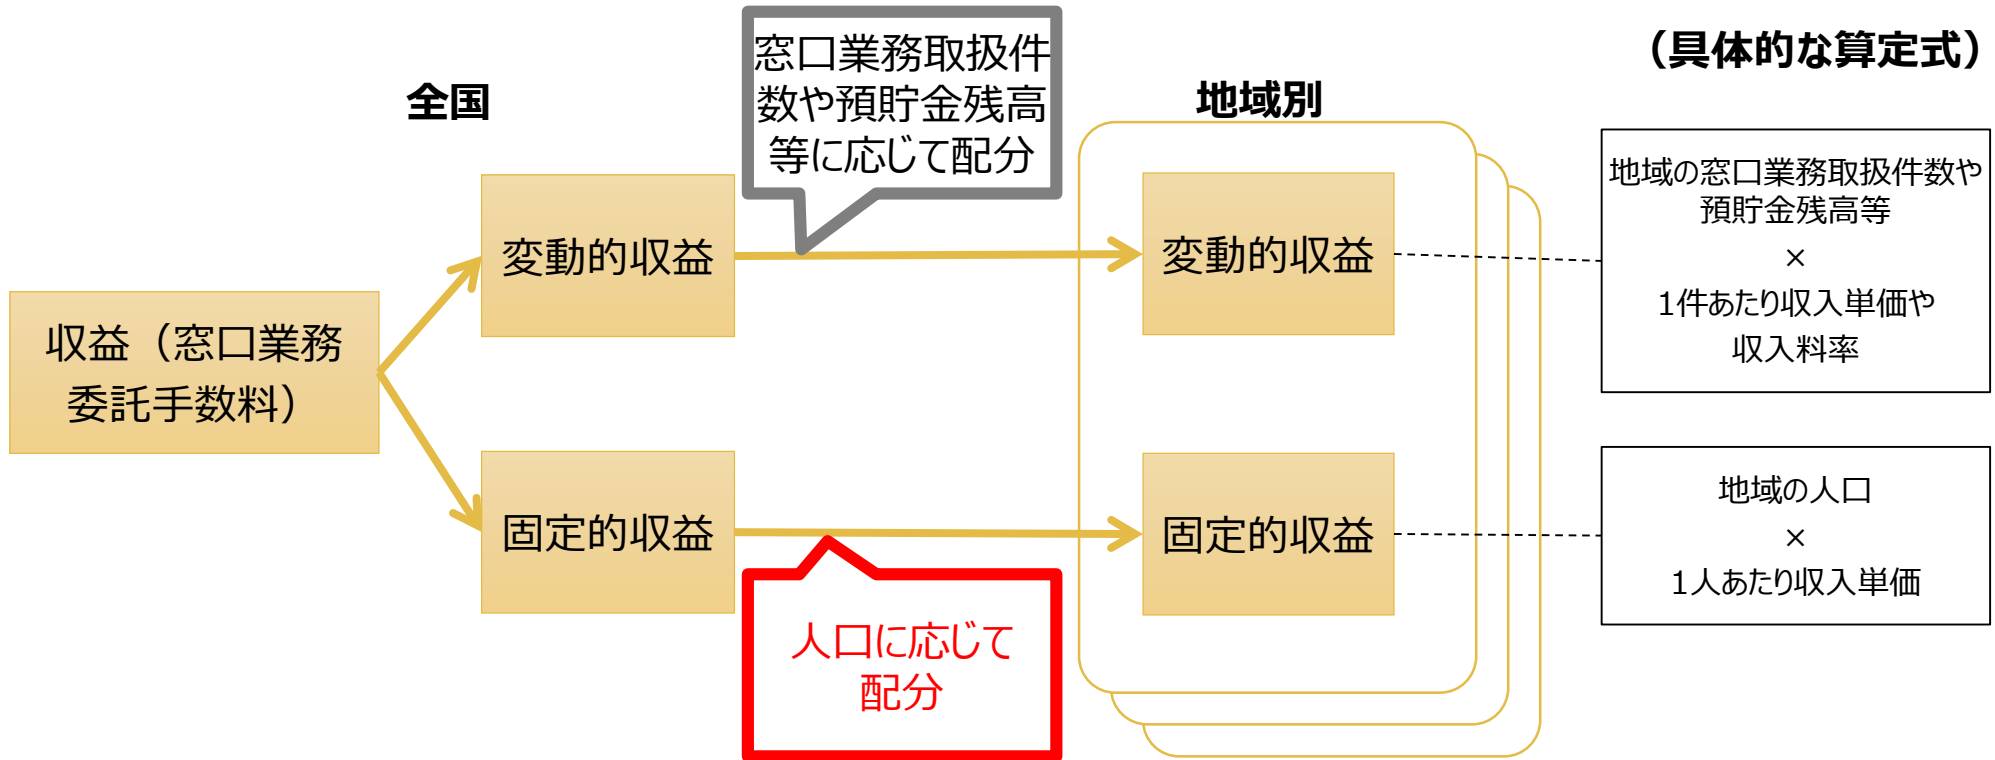 全国
収益（窓口業務
委託手数料）
変動的収益
固定的収益
窓口業務取扱件
数や預貯金残高
等に応じて配分
人口に応じて
配分
地域別
変動的収益
固定的収益
（具体的な算定式）
地域の窓口業務取扱件数や
預貯金残高等
×
1件あたり収入単価や
収入料率
地域の人口
×
1人あたり収入単価